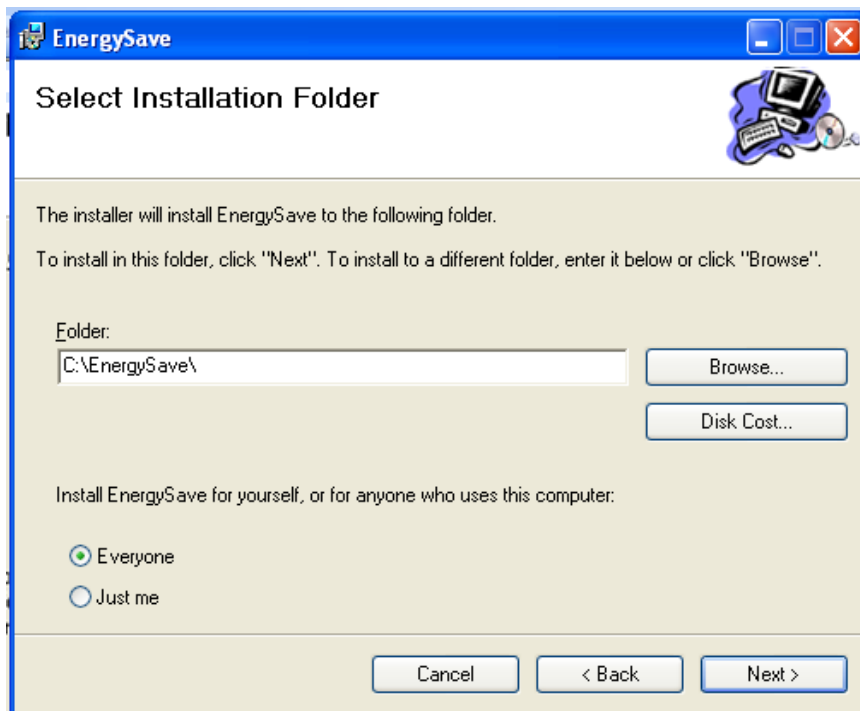 EnergySave
Select Installation Folder
The installer will install EnergySave to the following folder.
To install in this folder, click "Next". To install to a different folder, enter it below or click "Browse".
Folder:
C:\EnergySave\
Browse...
Disk Cost...
Install EnergySave for yourself, or for anyone who uses this computer:
Everyone
Just me
Cancel
< Back
Next >